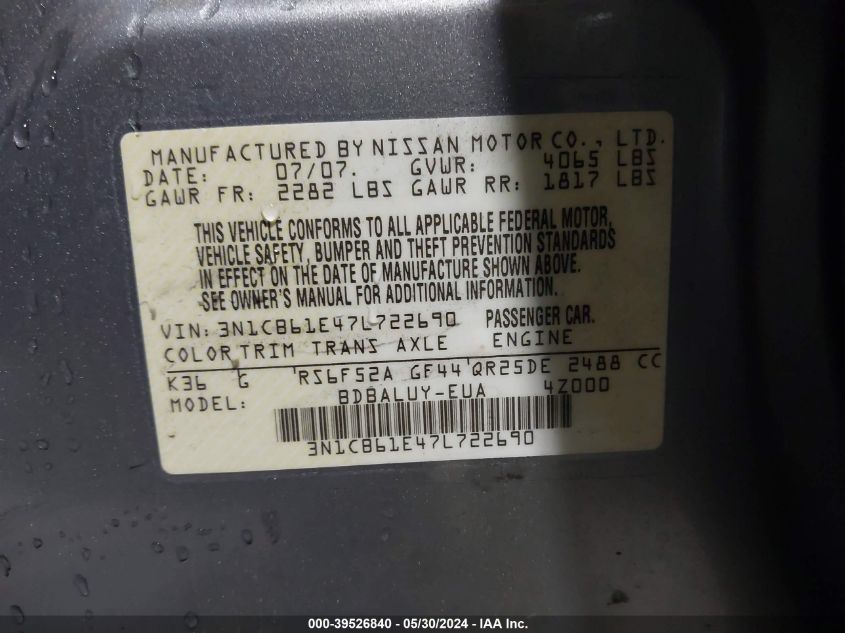 MANUFACTURED BY NISSAN MOTOR CO., LTD.
DATE: 07/07. GVWR: 4065 LBS
GAWR FR: 2282 LBS GAWR RR: 1817 LBS
THIS VEHICLE CONFORMS TO ALL APPLICABLE FEDERAL MOTOR,
VEHICLE SAFETY, BUMPER AND THEFT PREVENTION STANDARDS
IN EFFECT ON THE DATE OF MANUFACTURE SHOWN ABOVE.
SEE OWNER'S MANUAL FOR ADDITIONAL INFORMATION.
VIN: 3N1CB61E47L722690 PASSENGER CAR.
COLOR TRIM TRANS AXLE ENGINE
K36 G RS6F52A GF44 QR25DE 2488 CC
MODEL: BDBALUY-EUA 4Z000
3N1CB61E47L722690
000-39526840 - 05/30/2024 - IAA Inc.